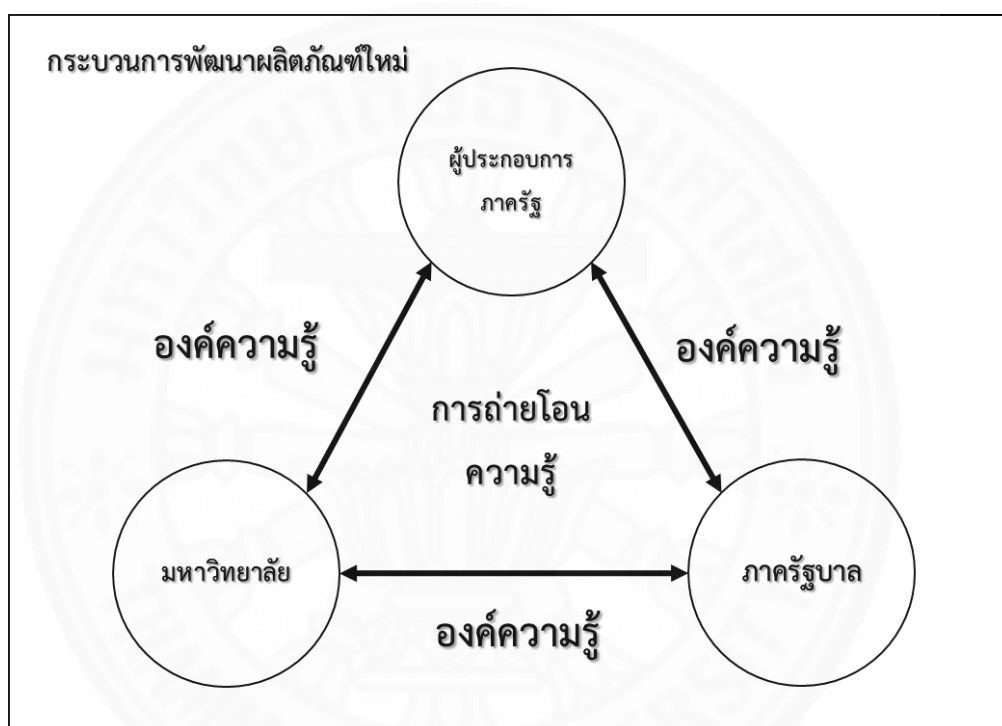 กระบวนการพัฒนาผลิตภัณฑ์ใหม่
ผู้ประกอบการ
ภาครัฐ
องค์ความรู้
องค์ความรู้
การถ่ายโอน
ความรู้
มหาวิทยาลัย
ภาครัฐบาล
องค์ความรู้